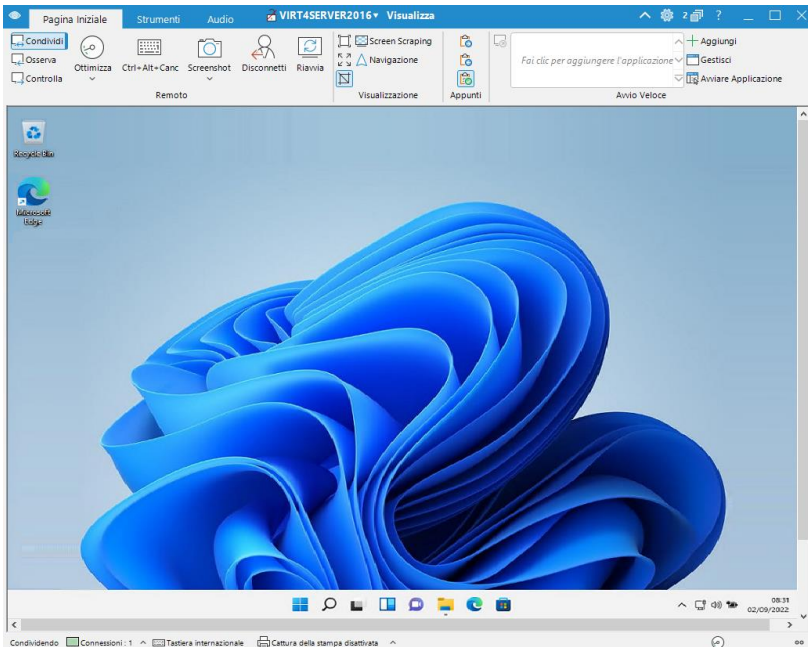 VIRT4SERVER2016 Visualizza
2
?
Pagina Iniziale
Strumenti
Audio
Condividi
Osserva
Controlla
Ottimizza
Ctrl+Alt+Canc
Screenshot
Disconnetti
Riavvia
Remoto
Screen Scraping
Navigazione
Visualizzazione
Appunti
Fai clic per aggiungere l'applicazione
Aggiungi
Gestisci
Avviare Applicazione
Avvio Veloce
Recycle Bin
Microsoft
Edge
08:31
02/09/2022
Condividendo
Connessioni : 1
Tastiera internazionale
Cattura della stampa disattivata